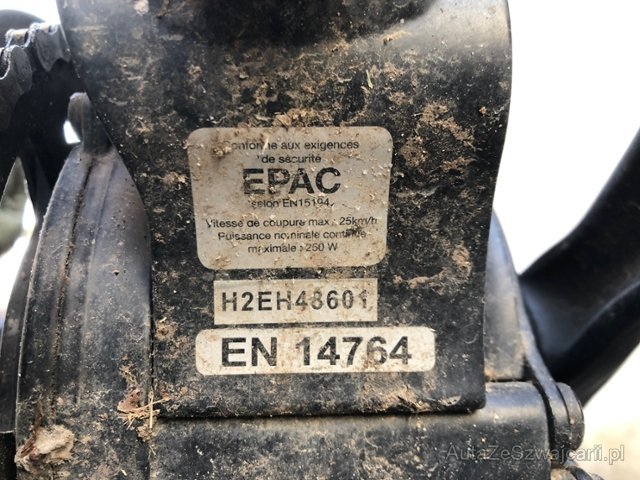 Conforme aux exigences
de sécurité
EPAC
selon EN15194
Vitesse de coupure max : 25km/h
Puissance nominale continue
maximale : 250 W
H2EH48601
EN 14764
AutaZeSzwajcarii.pl